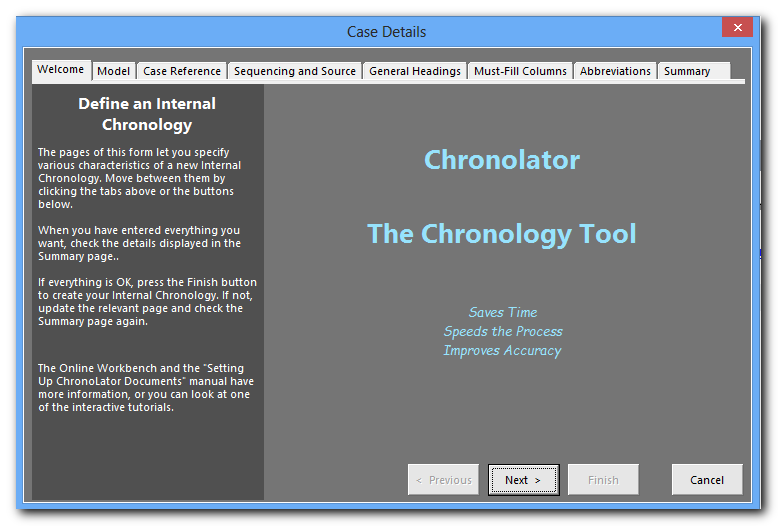 Case Details
Welcome
Model
Case Reference
Sequencing and Source
General Headings
Must-Fill Columns
Abbreviations
Summary
Define an Internal
Chronology
The pages of this form let you specify
various characteristics of a new Internal
Chronology. Move between them by
clicking the tabs above or the buttons
below.
When you have entered everything you
want, check the details displayed in the
Summary page..
If everything is OK, press the Finish button
to create your Internal Chronology. If not,
update the relevant page and check the
Summary page again.
The Online Workbench and the "Setting
Up ChronoLator Documents" manual have
more information, or you can look at one
of the interactive tutorials.
Chronolator
The Chronology Tool
Saves Time
Speeds the Process
Improves Accuracy
< Previous
Next >
Finish
Cancel